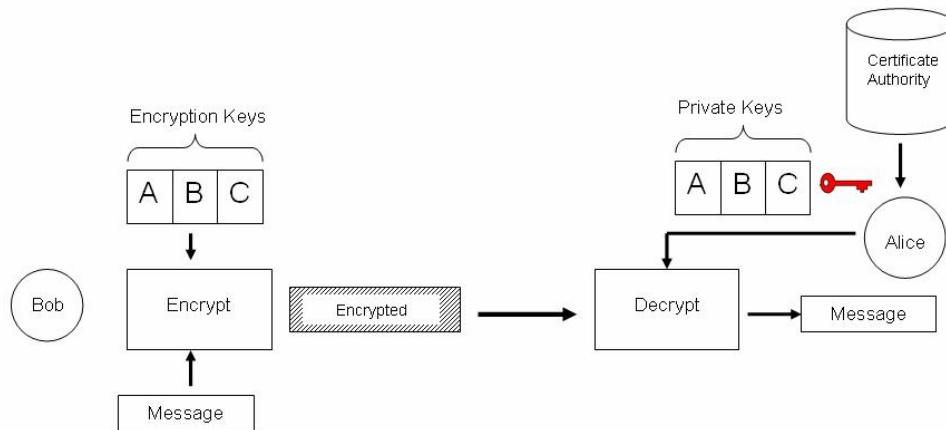 Certificate
Authority
Encryption Keys
Private Keys
A B C
A B C
Alice
Bob
Encrypt
Encrypted
Decrypt
Message
Message